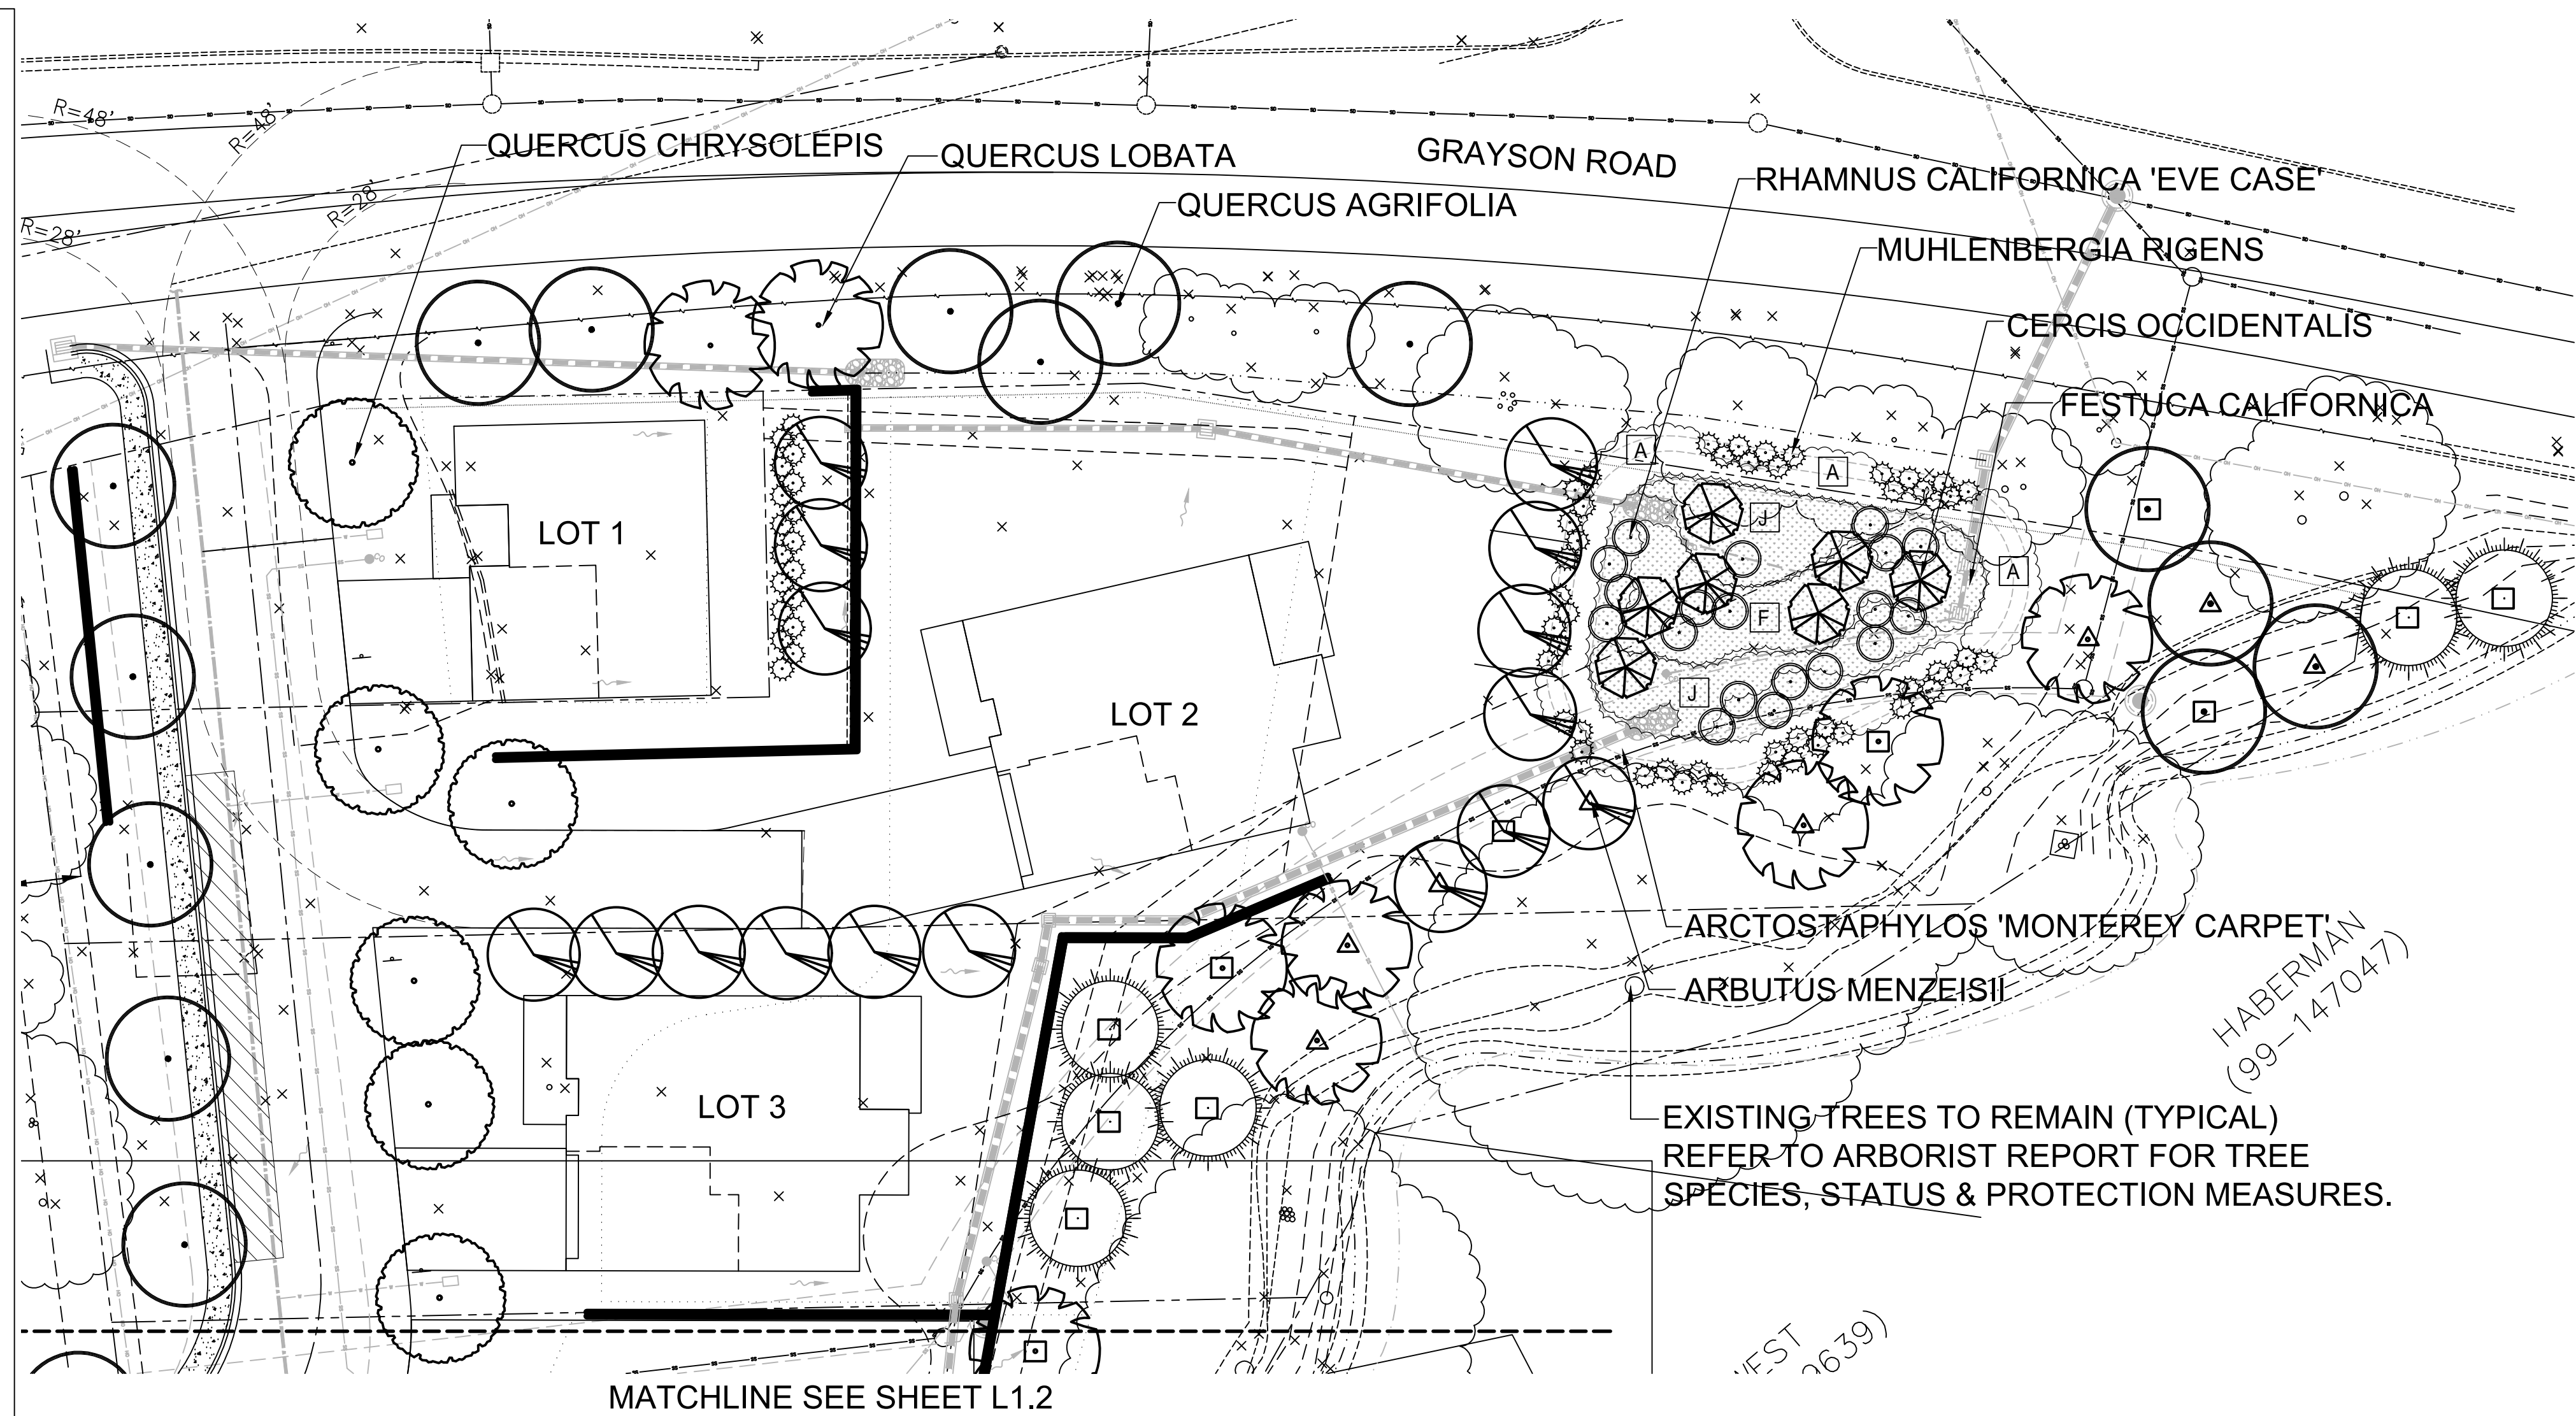 R=48'
R=48'
QUERCUS CHRYSOLEPIS
QUERCUS LOBATA
GRAYSON ROAD
RHAMNUS CALIFORNICA 'EVE CASE'
R=28'
R=28'
QUERCUS AGRIFOLIA
MUHLENBERGIA RIGENS
CERCIS OCCIDENTALIS
FESTUCA CALIFORNICA
A
A
J
LOT 1
A
F
J
LOT 2
ARCTOSTAPHYLOS 'MONTEREY CARPET'
ARBUTUS MENZEISII
HABERMAN
(99-147047)
LOT 3
EXISTING TREES TO REMAIN (TYPICAL)
REFER TO ARBORIST REPORT FOR TREE
SPECIES, STATUS & PROTECTION MEASURES.
MATCHLINE SEE SHEET L1.2